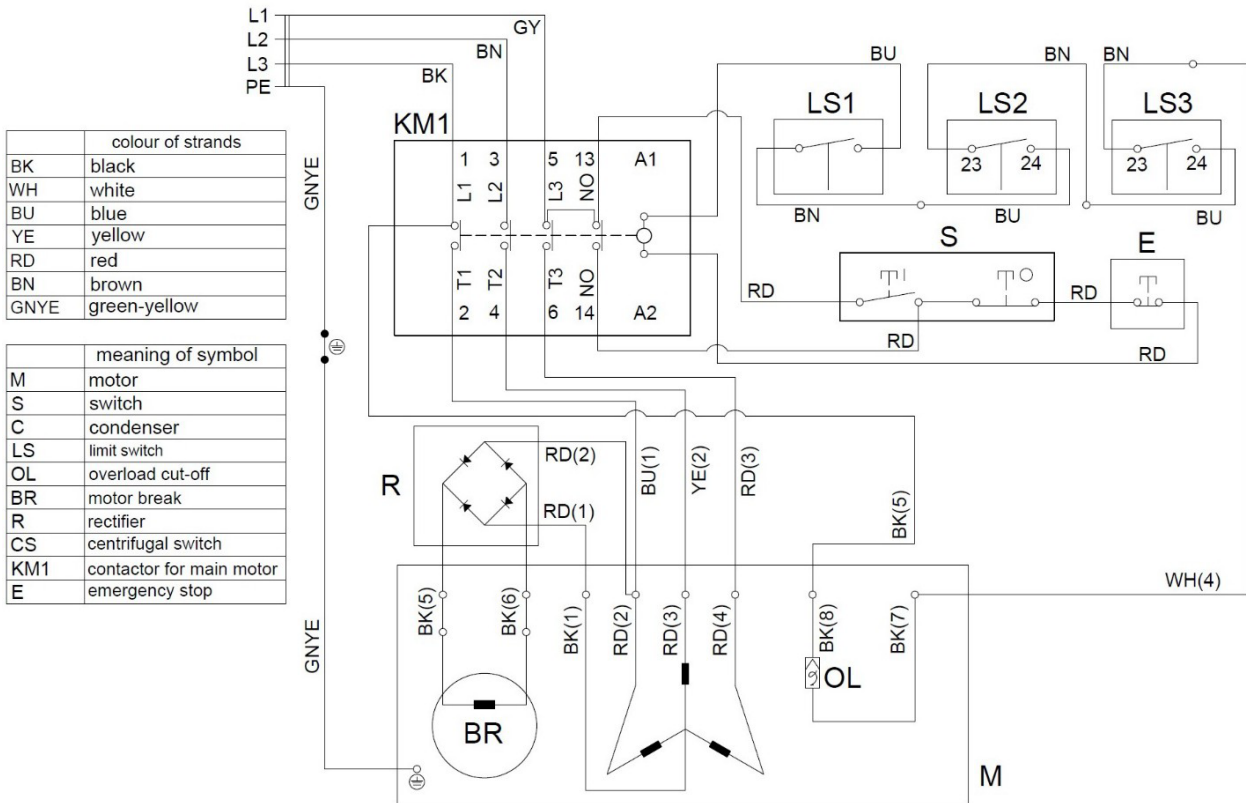 L1
L2
L3
PE
GY
BN
BK
GNYE
BU
BN
BN
LS1
LS2
LS3
23 24
23 24
BN
BU
BU
KM1
1 3 5 13 A1
L1 L2 L3 NO
T1 T2 T3 NO
2 4 6 14 A2
S
E
RD
RD
RD
RD
colour of strands
BK black
WH white
BU blue
YE yellow
RD red
BN brown
GNYE green-yellow
meaning of symbol
M motor
S switch
C condenser
LS limit switch
OL overload cut-off
BR motor break
R rectifier
CS centrifugal switch
KM1 contactor for main motor
E emergency stop
GNYE
R
RD(2)
RD(1)
BU(1)
YE(2)
RD(3)
BK(5)
WH(4)
BK(5)
BK(6)
BK(1)
RD(2)
RD(3)
RD(4)
BK(8)
BK(7)
OL
BR
M